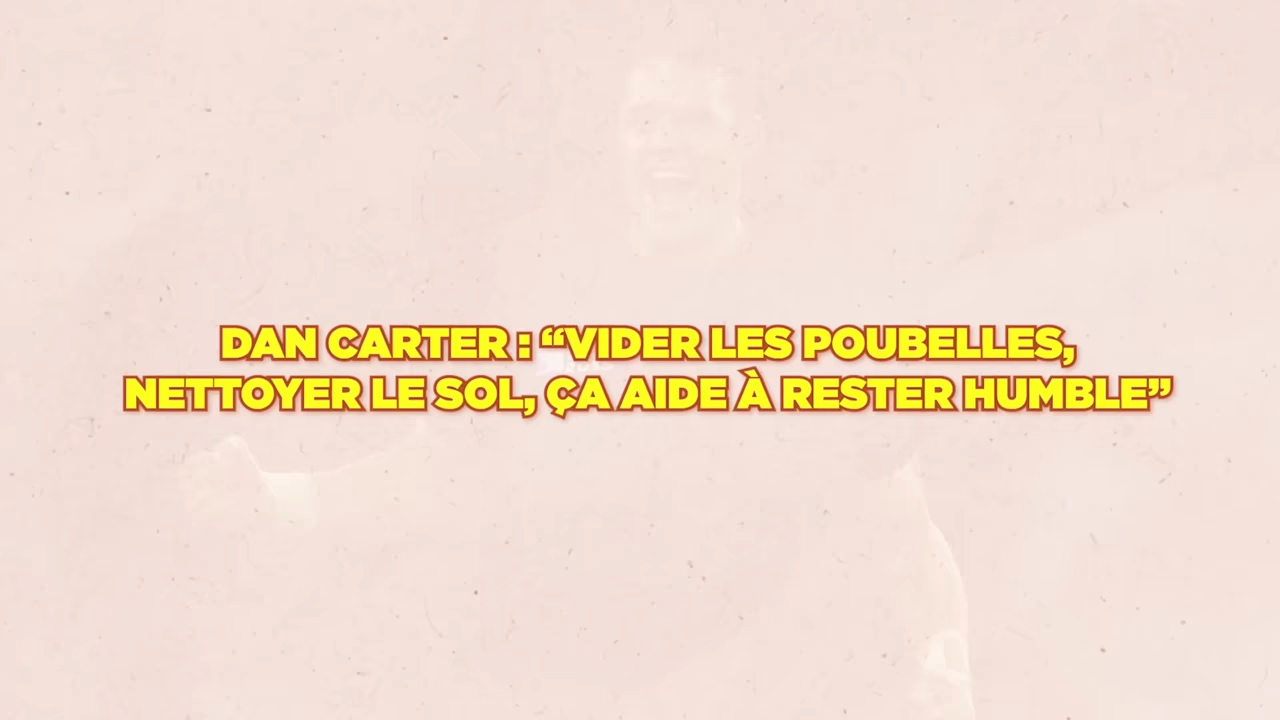 DAN CARTER : “VIDER LES POUBELLES,
NETTOYER LE SOL, ÇA AIDE À RESTER HUMBLE”